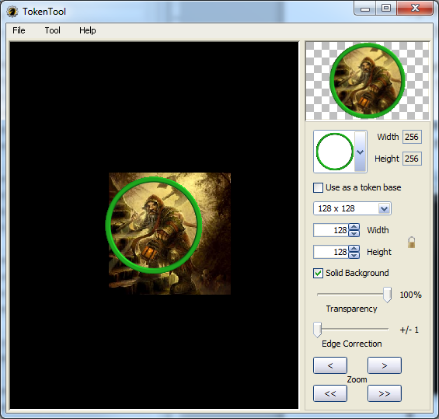 TokenTool
File Tool Help
Width 256
Height 256
Use as a token base
128 x 128
128 Width
128 Height
Solid Background
100%
Transparency
+/- 1
Edge Correction
< >
Zoom
<< >>